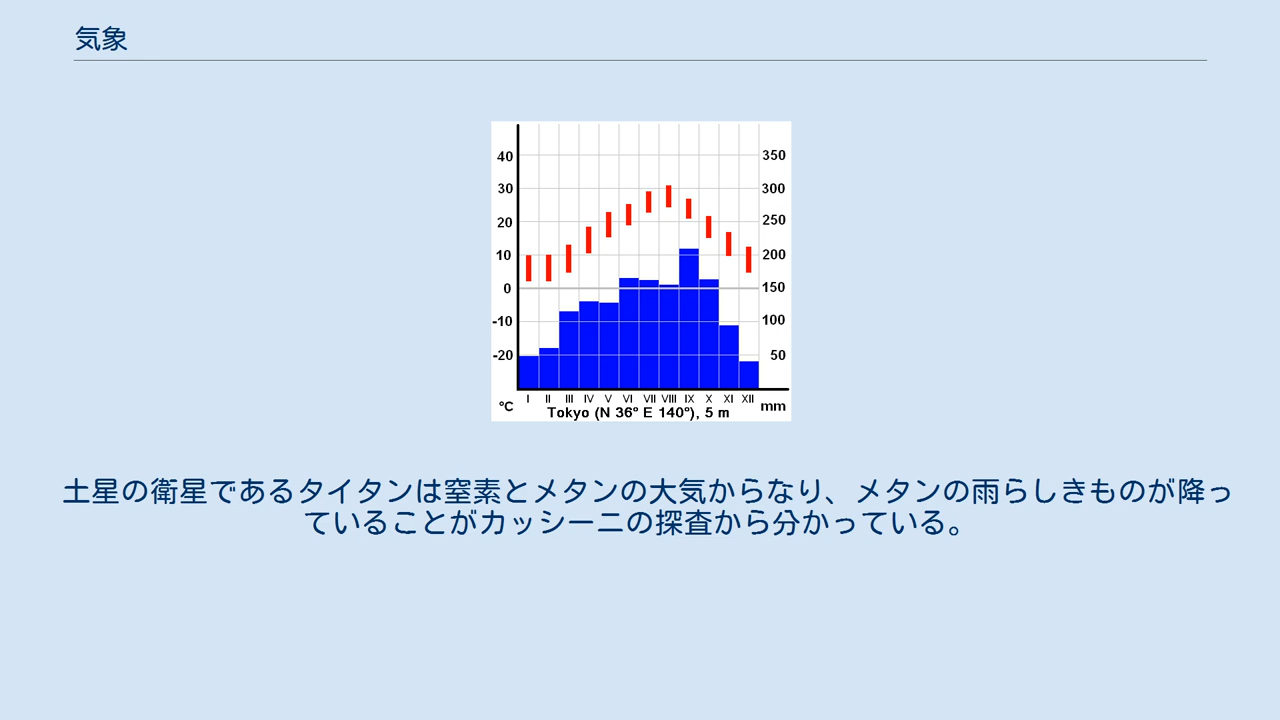 気象
40
30
20
10
0
-10
-20
350
300
250
200
150
100
50
I II III IV V VI VII VIII IX X XI XII
°C
mm
Tokyo (N 36° E 140°), 5 m
土星の衛星であるタイタンは窒素とメタンの大気からなり、メタンの雨らしきものが降っ
ていることがカッシーニの探査から分かっている。